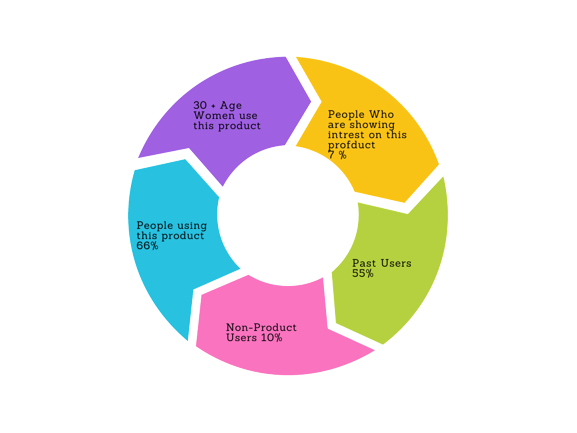 30 + Age
Women use
this product
People Who
are showing
intrest on this
profduct
7 %
People using
this product
66%
Past Users
55%
Non-Product
Users 10%